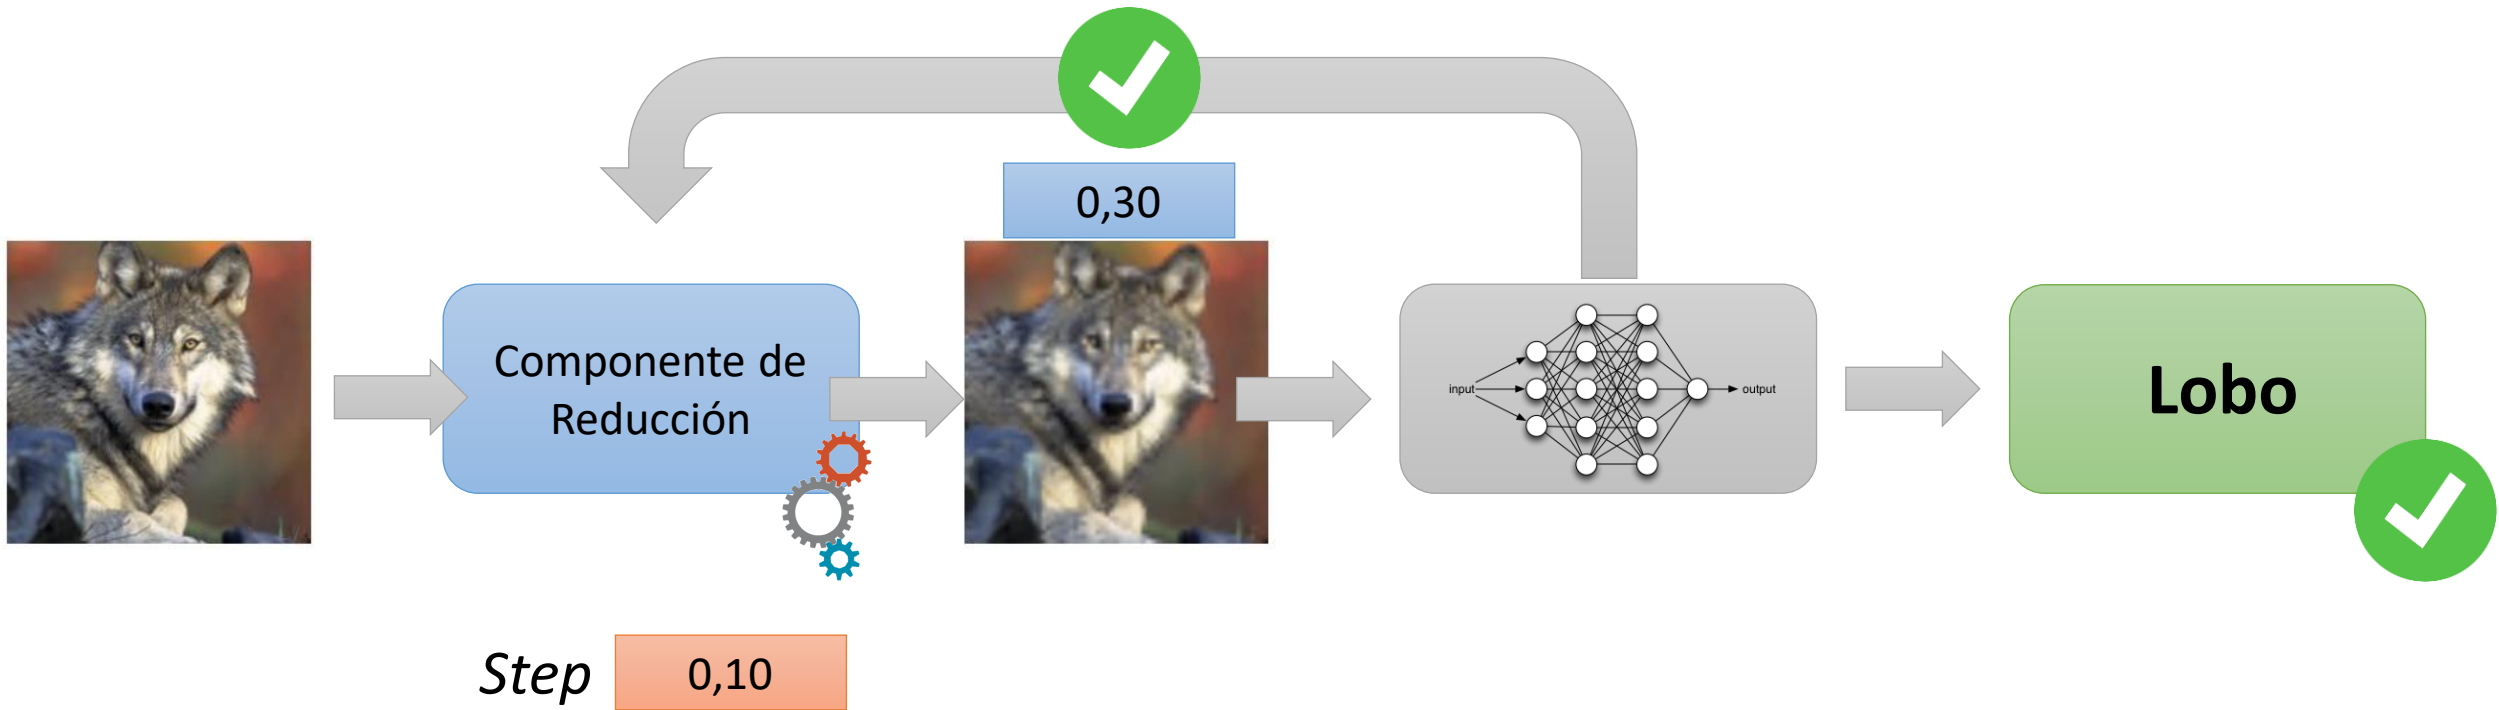 0,30
Componente de
Reducción
input
output
Lobo
Step
0,10